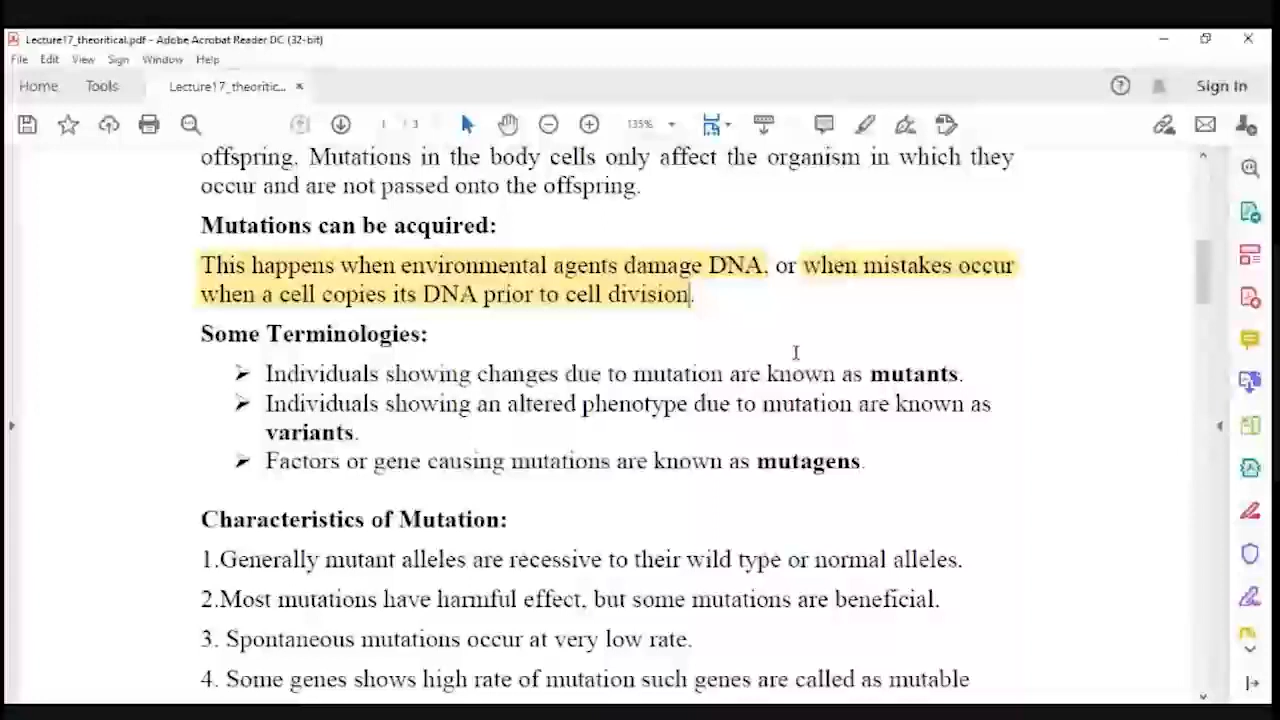 Lecture17_theoritical.pdf - Adobe Acrobat Reader DC (32-bit)
File Edit View Sign Window Help
Home Tools Lecture17_theoritic... × Sign In
1 / 3 135%
offspring. Mutations in the body cells only affect the organism in which they
occur and are not passed onto the offspring.
Mutations can be acquired:
This happens when environmental agents damage DNA, or when mistakes occur
when a cell copies its DNA prior to cell division.
Some Terminologies:
➢ Individuals showing changes due to mutation are known as mutants.
➢ Individuals showing an altered phenotype due to mutation are known as
variants.
➢ Factors or gene causing mutations are known as mutagens.
Characteristics of Mutation:
1.Generally mutant alleles are recessive to their wild type or normal alleles.
2.Most mutations have harmful effect, but some mutations are beneficial.
3. Spontaneous mutations occur at very low rate.
4. Some genes shows high rate of mutation such genes are called as mutable